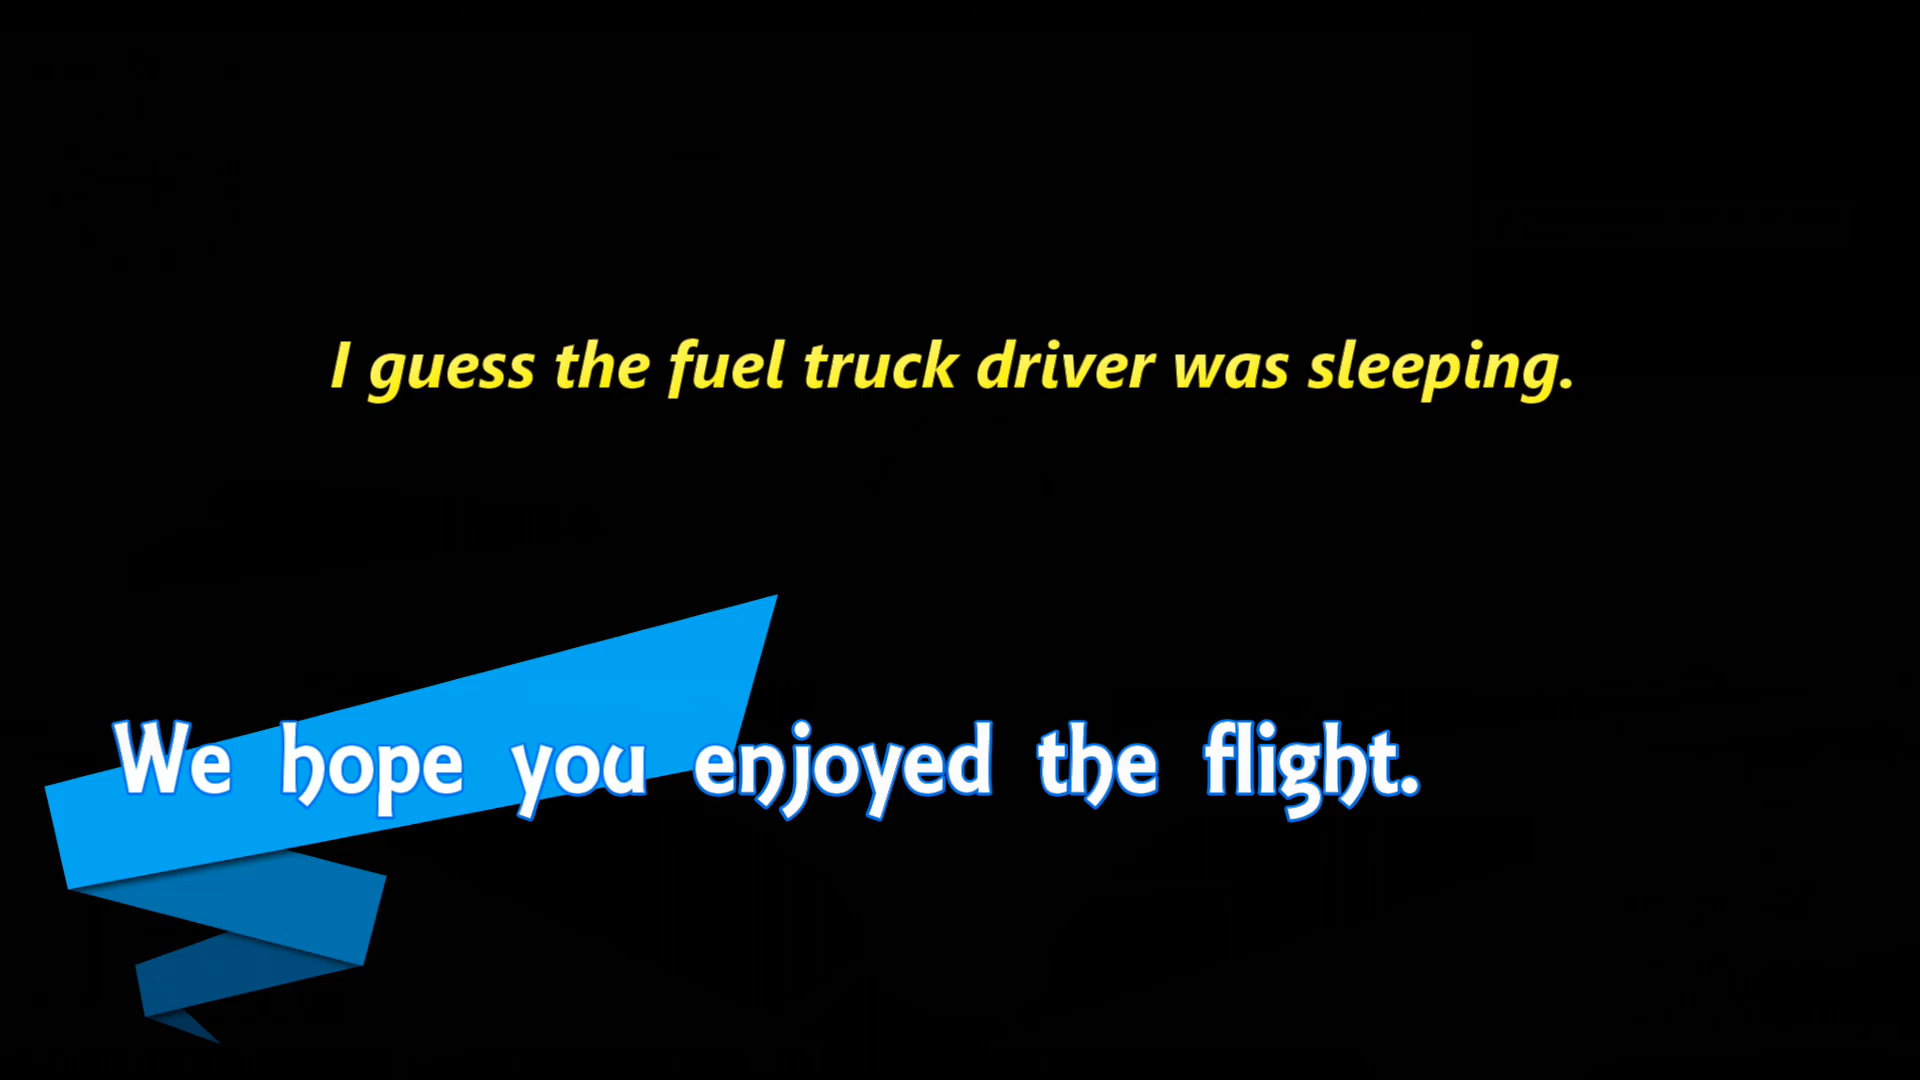 I guess the fuel truck driver was sleeping.
We hope you enjoyed the flight.